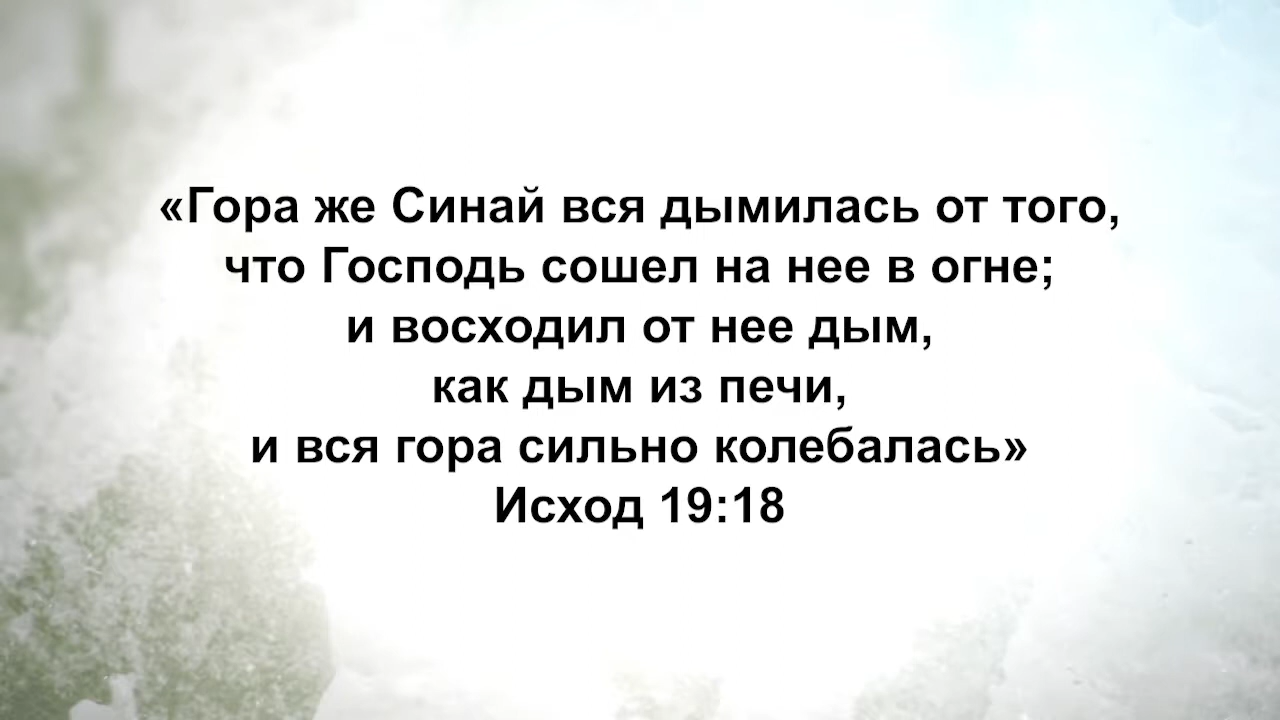 «Гора же Синай вся дымилась от того,
что Господь сошел на нее в огне;
и восходил от нее дым,
как дым из печи,
и вся гора сильно колебалась»
Исход 19:18